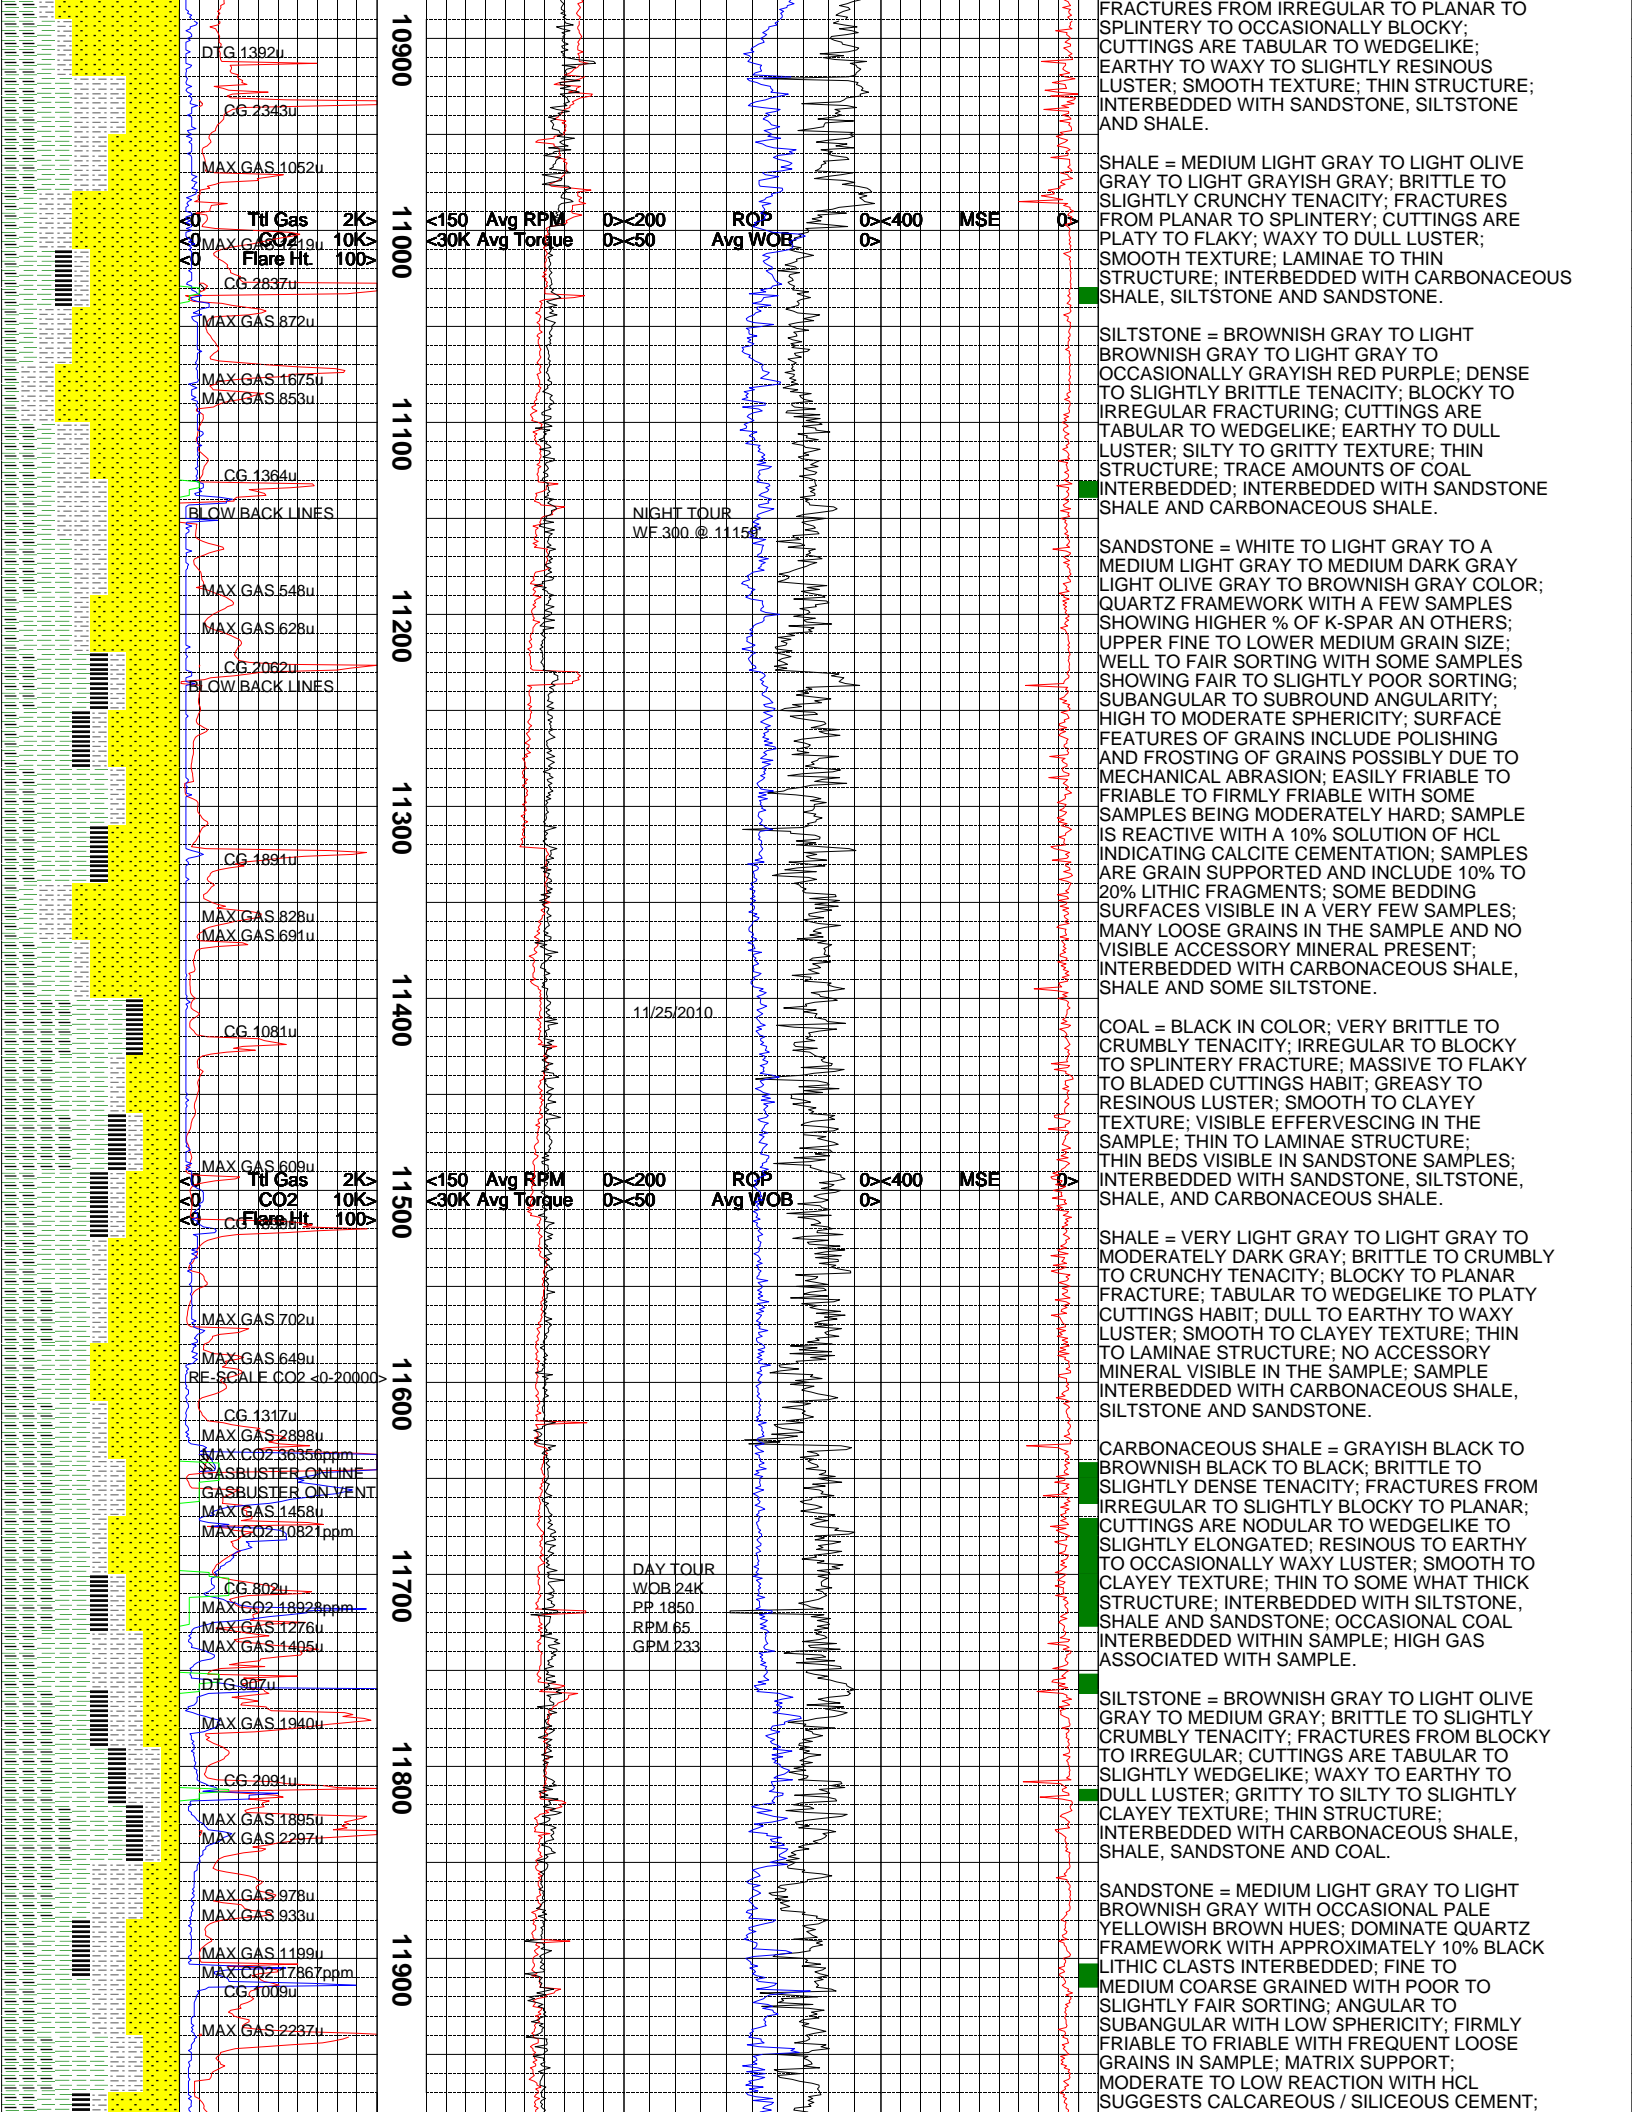 10900
DTG 1392u
CG 2343u
MAX GAS 1052u
<0 Ttl Gas 2K>
<0 CO2 10K>
<0 Flare Ht. 100>
11000
<150 Avg RPM 0>
<30K Avg Torque 0>
<200 ROP 0>
<50 Avg WOB 0>
<400 MSE 0>
CG 2837u
MAX GAS 872u
MAX GAS 1675u
MAX GAS 853u
11100
CG 1364u
BLOW BACK LINES
NIGHT TOUR
WF 300 @ 11159'
MAX GAS 548u
MAX GAS 628u
11200
CG 2062u
BLOW BACK LINES
11300
CG 1891u
MAX GAS 828u
MAX GAS 691u
11400
11/25/2010
CG 1081u
MAX GAS 609u
<0 Ttl Gas 2K>
<0 CO2 10K>
<0 Flare Ht. 100>
11500
<150 Avg RPM 0>
<30K Avg Torque 0>
<200 ROP 0>
<50 Avg WOB 0>
<400 MSE 0>
MAX GAS 702u
MAX GAS 649u
RE-SCALE CO2 <0-20000>
11600
CG 1317u
MAX GAS 2898u
MAX CO2 36356ppm
GASBUSTER ONLINE
GASBUSTER ON VENT
MAX GAS 1458u
MAX CO2 10821ppm
CG 802u
MAX CO2 18928ppm
MAX GAS 1276u
MAX GAS 1405u
11700
DAY TOUR
WOB 24K
PP 1850
RPM 65
GPM 233
DTG 907u
MAX GAS 1940u
CG 2091u
11800
MAX GAS 1895u
MAX GAS 2297u
MAX GAS 978u
MAX GAS 933u
MAX GAS 1199u
MAX CO2 17867ppm
CG 1009u
11900
MAX GAS 2237u
FRACTURES FROM IRREGULAR TO PLANAR TO
SPLINTERY TO OCCASIONALLY BLOCKY;
CUTTINGS ARE TABULAR TO WEDGELIKE;
EARTHY TO WAXY TO SLIGHTLY RESINOUS
LUSTER; SMOOTH TEXTURE; THIN STRUCTURE;
INTERBEDDED WITH SANDSTONE, SILTSTONE
AND SHALE.
SHALE = MEDIUM LIGHT GRAY TO LIGHT OLIVE
GRAY TO LIGHT GRAYISH GRAY; BRITTLE TO
SLIGHTLY CRUNCHY TENACITY; FRACTURES
FROM PLANAR TO SPLINTERY; CUTTINGS ARE
PLATY TO FLAKY; WAXY TO DULL LUSTER;
SMOOTH TEXTURE; LAMINAE TO THIN
STRUCTURE; INTERBEDDED WITH CARBONACEOUS
SHALE, SILTSTONE AND SANDSTONE.
SILTSTONE = BROWNISH GRAY TO LIGHT
BROWNISH GRAY TO LIGHT GRAY TO
OCCASIONALLY GRAYISH RED PURPLE; DENSE
TO SLIGHTLY BRITTLE TENACITY; BLOCKY TO
IRREGULAR FRACTURING; CUTTINGS ARE
TABULAR TO WEDGELIKE; EARTHY TO DULL
LUSTER; SILTY TO GRITTY TEXTURE; THIN
STRUCTURE; TRACE AMOUNTS OF COAL
INTERBEDDED; INTERBEDDED WITH SANDSTONE
SHALE AND CARBONACEOUS SHALE.
SANDSTONE = WHITE TO LIGHT GRAY TO A
MEDIUM LIGHT GRAY TO MEDIUM DARK GRAY
LIGHT OLIVE GRAY TO BROWNISH GRAY COLOR;
QUARTZ FRAMEWORK WITH A FEW SAMPLES
SHOWING HIGHER % OF K-SPAR AN OTHERS;
UPPER FINE TO LOWER MEDIUM GRAIN SIZE;
WELL TO FAIR SORTING WITH SOME SAMPLES
SHOWING FAIR TO SLIGHTLY POOR SORTING;
SUBANGULAR TO SUBROUND ANGULARITY;
HIGH TO MODERATE SPHERICITY; SURFACE
FEATURES OF GRAINS INCLUDE POLISHING
AND FROSTING OF GRAINS POSSIBLY DUE TO
MECHANICAL ABRASION; EASILY FRIABLE TO
FRIABLE TO FIRMLY FRIABLE WITH SOME
SAMPLES BEING MODERATELY HARD; SAMPLE
IS REACTIVE WITH A 10% SOLUTION OF HCL
INDICATING CALCITE CEMENTATION; SAMPLES
ARE GRAIN SUPPORTED AND INCLUDE 10% TO
20% LITHIC FRAGMENTS; SOME BEDDING
SURFACES VISIBLE IN A VERY FEW SAMPLES;
MANY LOOSE GRAINS IN THE SAMPLE AND NO
VISIBLE ACCESSORY MINERAL PRESENT;
INTERBEDDED WITH CARBONACEOUS SHALE,
SHALE AND SOME SILTSTONE.
COAL = BLACK IN COLOR; VERY BRITTLE TO
CRUMBLY TENACITY; IRREGULAR TO BLOCKY
TO SPLINTERY FRACTURE; MASSIVE TO FLAKY
TO BLADED CUTTINGS HABIT; GREASY TO
RESINOUS LUSTER; SMOOTH TO CLAYEY
TEXTURE; VISIBLE EFFERVESCING IN THE
SAMPLE; THIN TO LAMINAE STRUCTURE;
THIN BEDS VISIBLE IN SANDSTONE SAMPLES;
INTERBEDDED WITH SANDSTONE, SILTSTONE,
SHALE, AND CARBONACEOUS SHALE.
SHALE = VERY LIGHT GRAY TO LIGHT GRAY TO
MODERATELY DARK GRAY; BRITTLE TO CRUMBLY
TO CRUNCHY TENACITY; BLOCKY TO PLANAR
FRACTURE; TABULAR TO WEDGELIKE TO PLATY
CUTTINGS HABIT; DULL TO EARTHY TO WAXY
LUSTER; SMOOTH TO CLAYEY TEXTURE; THIN
TO LAMINAE STRUCTURE; NO ACCESSORY
MINERAL VISIBLE IN THE SAMPLE; SAMPLE
INTERBEDDED WITH CARBONACEOUS SHALE,
SILTSTONE AND SANDSTONE.
CARBONACEOUS SHALE = GRAYISH BLACK TO
BROWNISH BLACK TO BLACK; BRITTLE TO
SLIGHTLY DENSE TENACITY; FRACTURES FROM
IRREGULAR TO SLIGHTLY BLOCKY TO PLANAR;
CUTTINGS ARE NODULAR TO WEDGELIKE TO
SLIGHTLY ELONGATED; RESINOUS TO EARTHY
TO OCCASIONALLY WAXY LUSTER; SMOOTH TO
CLAYEY TEXTURE; THIN TO SOME WHAT THICK
STRUCTURE; INTERBEDDED WITH SILTSTONE,
SHALE AND SANDSTONE; OCCASIONAL COAL
INTERBEDDED WITHIN SAMPLE; HIGH GAS
ASSOCIATED WITH SAMPLE.
SILTSTONE = BROWNISH GRAY TO LIGHT OLIVE
GRAY TO MEDIUM GRAY; BRITTLE TO SLIGHTLY
CRUMBLY TENACITY; FRACTURES FROM BLOCKY
TO IRREGULAR; CUTTINGS ARE TABULAR TO
SLIGHTLY WEDGELIKE; WAXY TO EARTHY TO
DULL LUSTER; GRITTY TO SILTY TO SLIGHTLY
CLAYEY TEXTURE; THIN STRUCTURE;
INTERBEDDED WITH CARBONACEOUS SHALE,
SHALE, SANDSTONE AND COAL.
SANDSTONE = MEDIUM LIGHT GRAY TO LIGHT
BROWNISH GRAY WITH OCCASIONAL PALE
YELLOWISH BROWN HUES; DOMINATE QUARTZ
FRAMEWORK WITH APPROXIMATELY 10% BLACK
LITHIC CLASTS INTERBEDDED; FINE TO
MEDIUM COARSE GRAINED WITH POOR TO
SLIGHTLY FAIR SORTING; ANGULAR TO
SUBANGULAR WITH LOW SPHERICITY; FIRMLY
FRIABLE TO FRIABLE WITH FREQUENT LOOSE
GRAINS IN SAMPLE; MATRIX SUPPORT;
MODERATE TO LOW REACTION WITH HCL
SUGGESTS CALCAREOUS / SILICEOUS CEMENT;